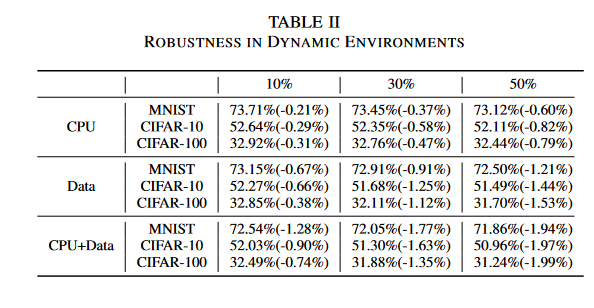 TABLE II
ROBUSTNESS IN DYNAMIC ENVIRONMENTS
10% 30% 50%
MNIST 73.71%(-0.21%) 73.45%(-0.37%) 73.12%(-0.60%)
CPU CIFAR-10 52.64%(-0.29%) 52.35%(-0.58%) 52.11%(-0.82%)
CIFAR-100 32.92%(-0.31%) 32.76%(-0.47%) 32.44%(-0.79%)
MNIST 73.15%(-0.67%) 72.91%(-0.91%) 72.50%(-1.21%)
Data CIFAR-10 52.27%(-0.66%) 51.68%(-1.25%) 51.49%(-1.44%)
CIFAR-100 32.85%(-0.38%) 32.11%(-1.12%) 31.70%(-1.53%)
MNIST 72.54%(-1.28%) 72.05%(-1.77%) 71.86%(-1.94%)
CPU+Data CIFAR-10 52.03%(-0.90%) 51.30%(-1.63%) 50.96%(-1.97%)
CIFAR-100 32.49%(-0.74%) 31.88%(-1.35%) 31.24%(-1.99%)